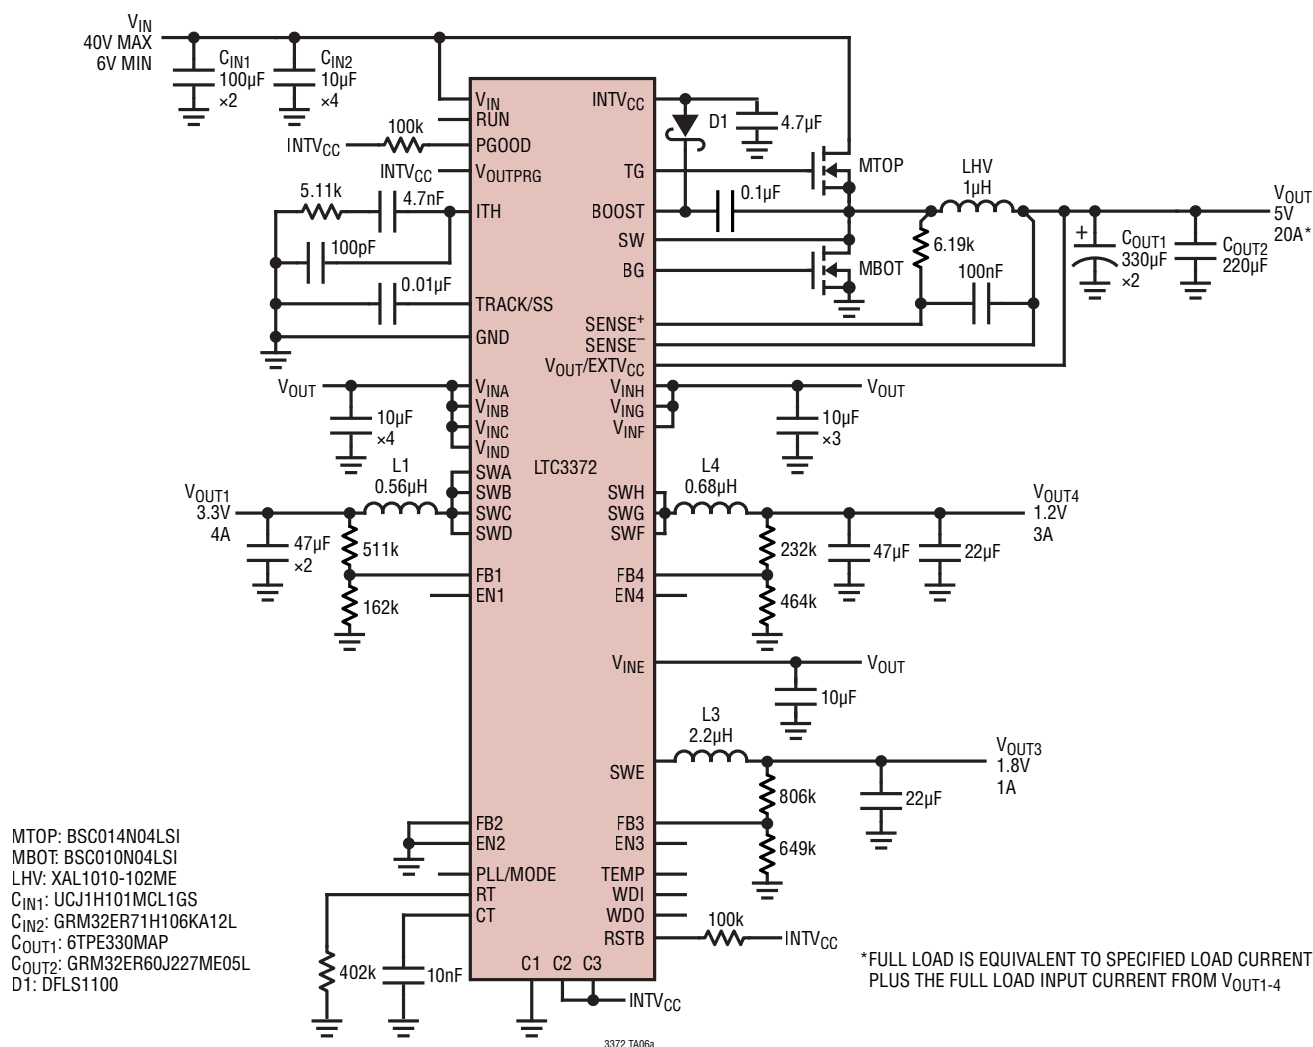 VIN
40V MAX
6V MIN
CIN1
100µF
×2
CIN2
10µF
×4
VIN
RUN
100k
INTVCC
PGOOD
INTVCC
VOUTPRG
5.11k
4.7nF
ITH
100pF
0.01µF
TRACK/SS
GND
VOUT
VINA
VINB
VINC
VIND
10µF
×4
SWA
SWB
SWC
SWD
L1
0.56µH
VOUT1
3.3V
4A
47µF
×2
511k
FB1
EN1
162k
LTC3372
INTVCC
D1
4.7µF
TG
MTOP
BOOST
0.1µF
SW
BG
MBOT
LHV
1µH
6.19k
100nF
VOUT
5V
20A*
+
COUT1
330µF
×2
COUT2
220µF
SENSE+
SENSE–
VOUT/EXTVCC
VINH
VING
VINF
VOUT
10µF
×3
SWH
SWG
SWF
L4
0.68µH
VOUT4
1.2V
3A
232k
47µF
22µF
FB4
EN4
464k
VINE
VOUT
10µF
L3
2.2µH
SWE
VOUT3
1.8V
1A
806k
22µF
FB3
EN3
649k
FB2
EN2
PLL/MODE
RT
CT
402k
10nF
TEMP
WDI
WDO
RSTB
100k
INTVCC
C1
C2
C3
INTVCC
MTOP: BSC014N04LSI
MBOT: BSC010N04LSI
LHV: XAL1010-102ME
CIN1: UCJ1H101MCL1GS
CIN2: GRM32ER71H106KA12L
COUT1: 6TPE330MAP
COUT2: GRM32ER60J227ME05L
D1: DFLS1100
*FULL LOAD IS EQUIVALENT TO SPECIFIED LOAD CURRENT
PLUS THE FULL LOAD INPUT CURRENT FROM VOUT1-4
3372 TA06a